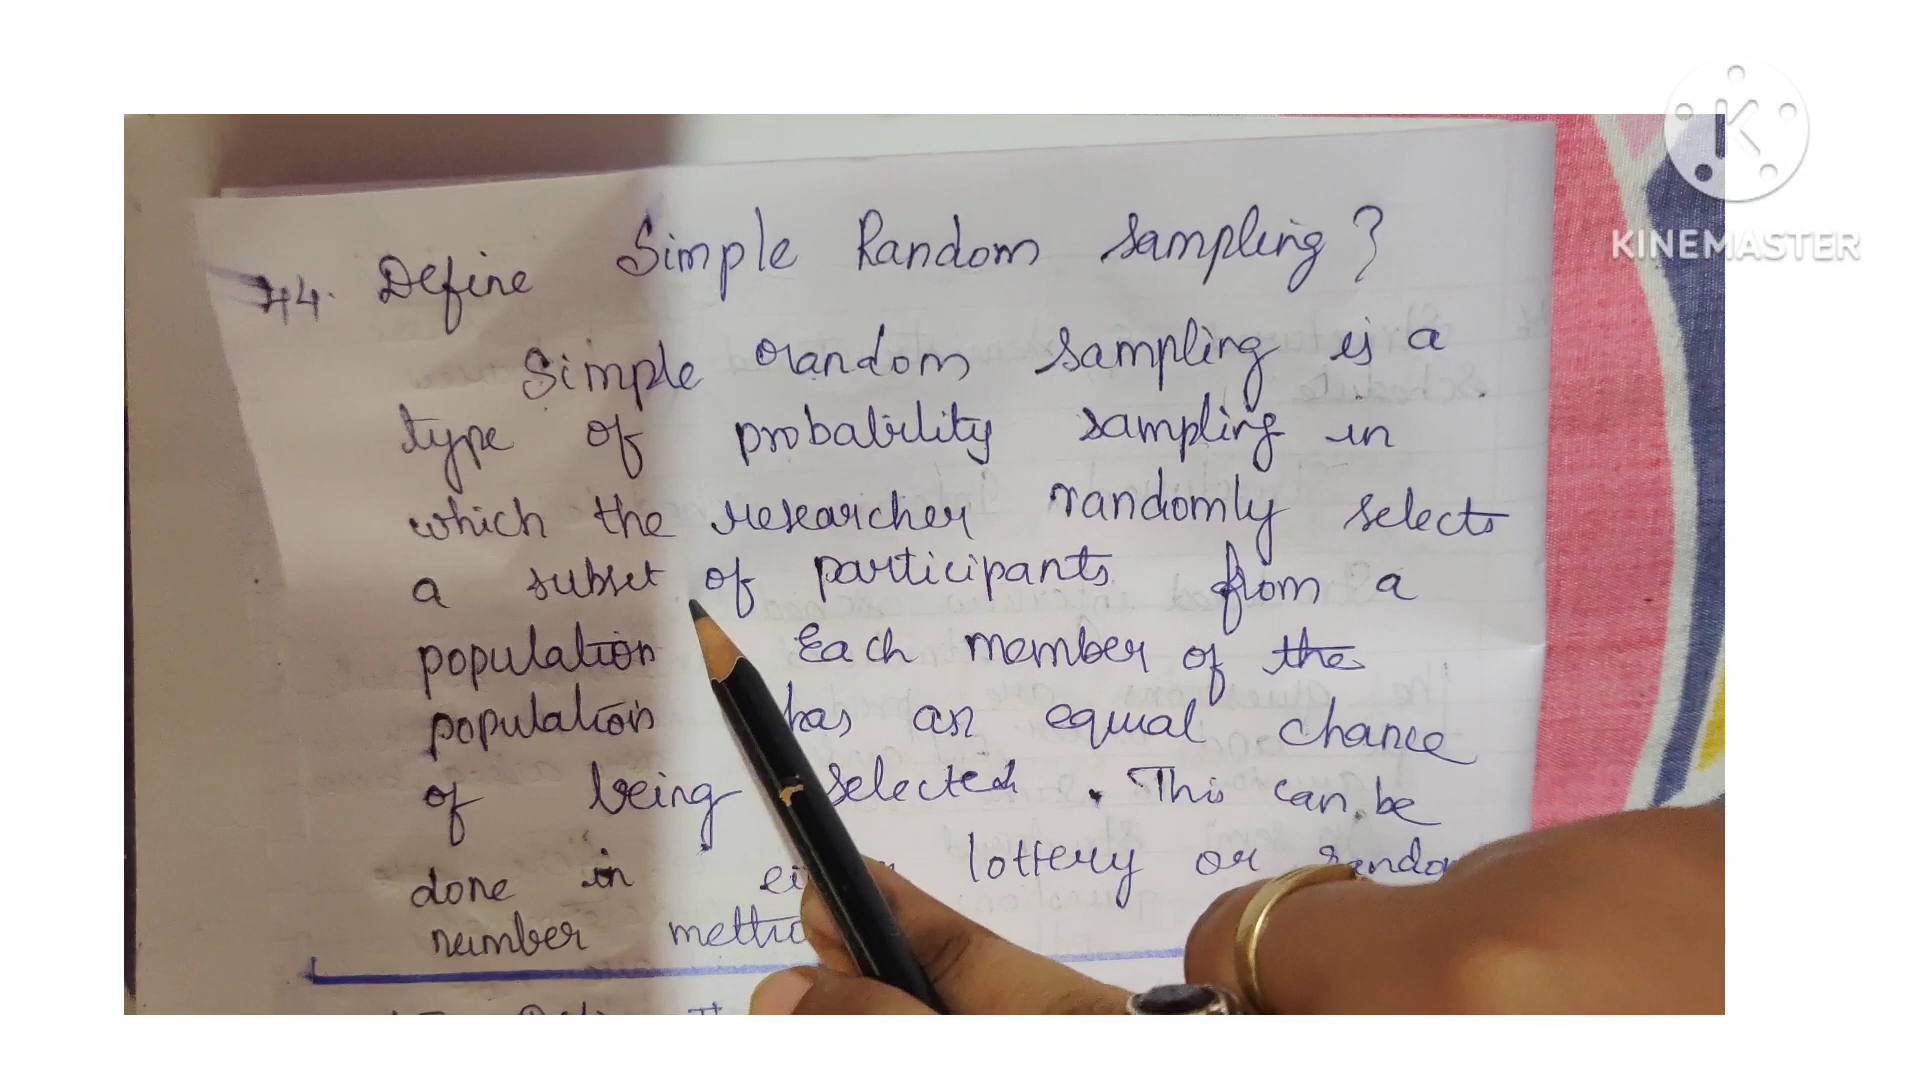 44. Define Simple Random Sampling?
Simple random sampling is a
type of probability sampling in
which the researcher randomly selects
a subset of participants from a
population Each member of the
population has an equal chance
of being selected. This can be
done in lottery or
number
KINEMASTER